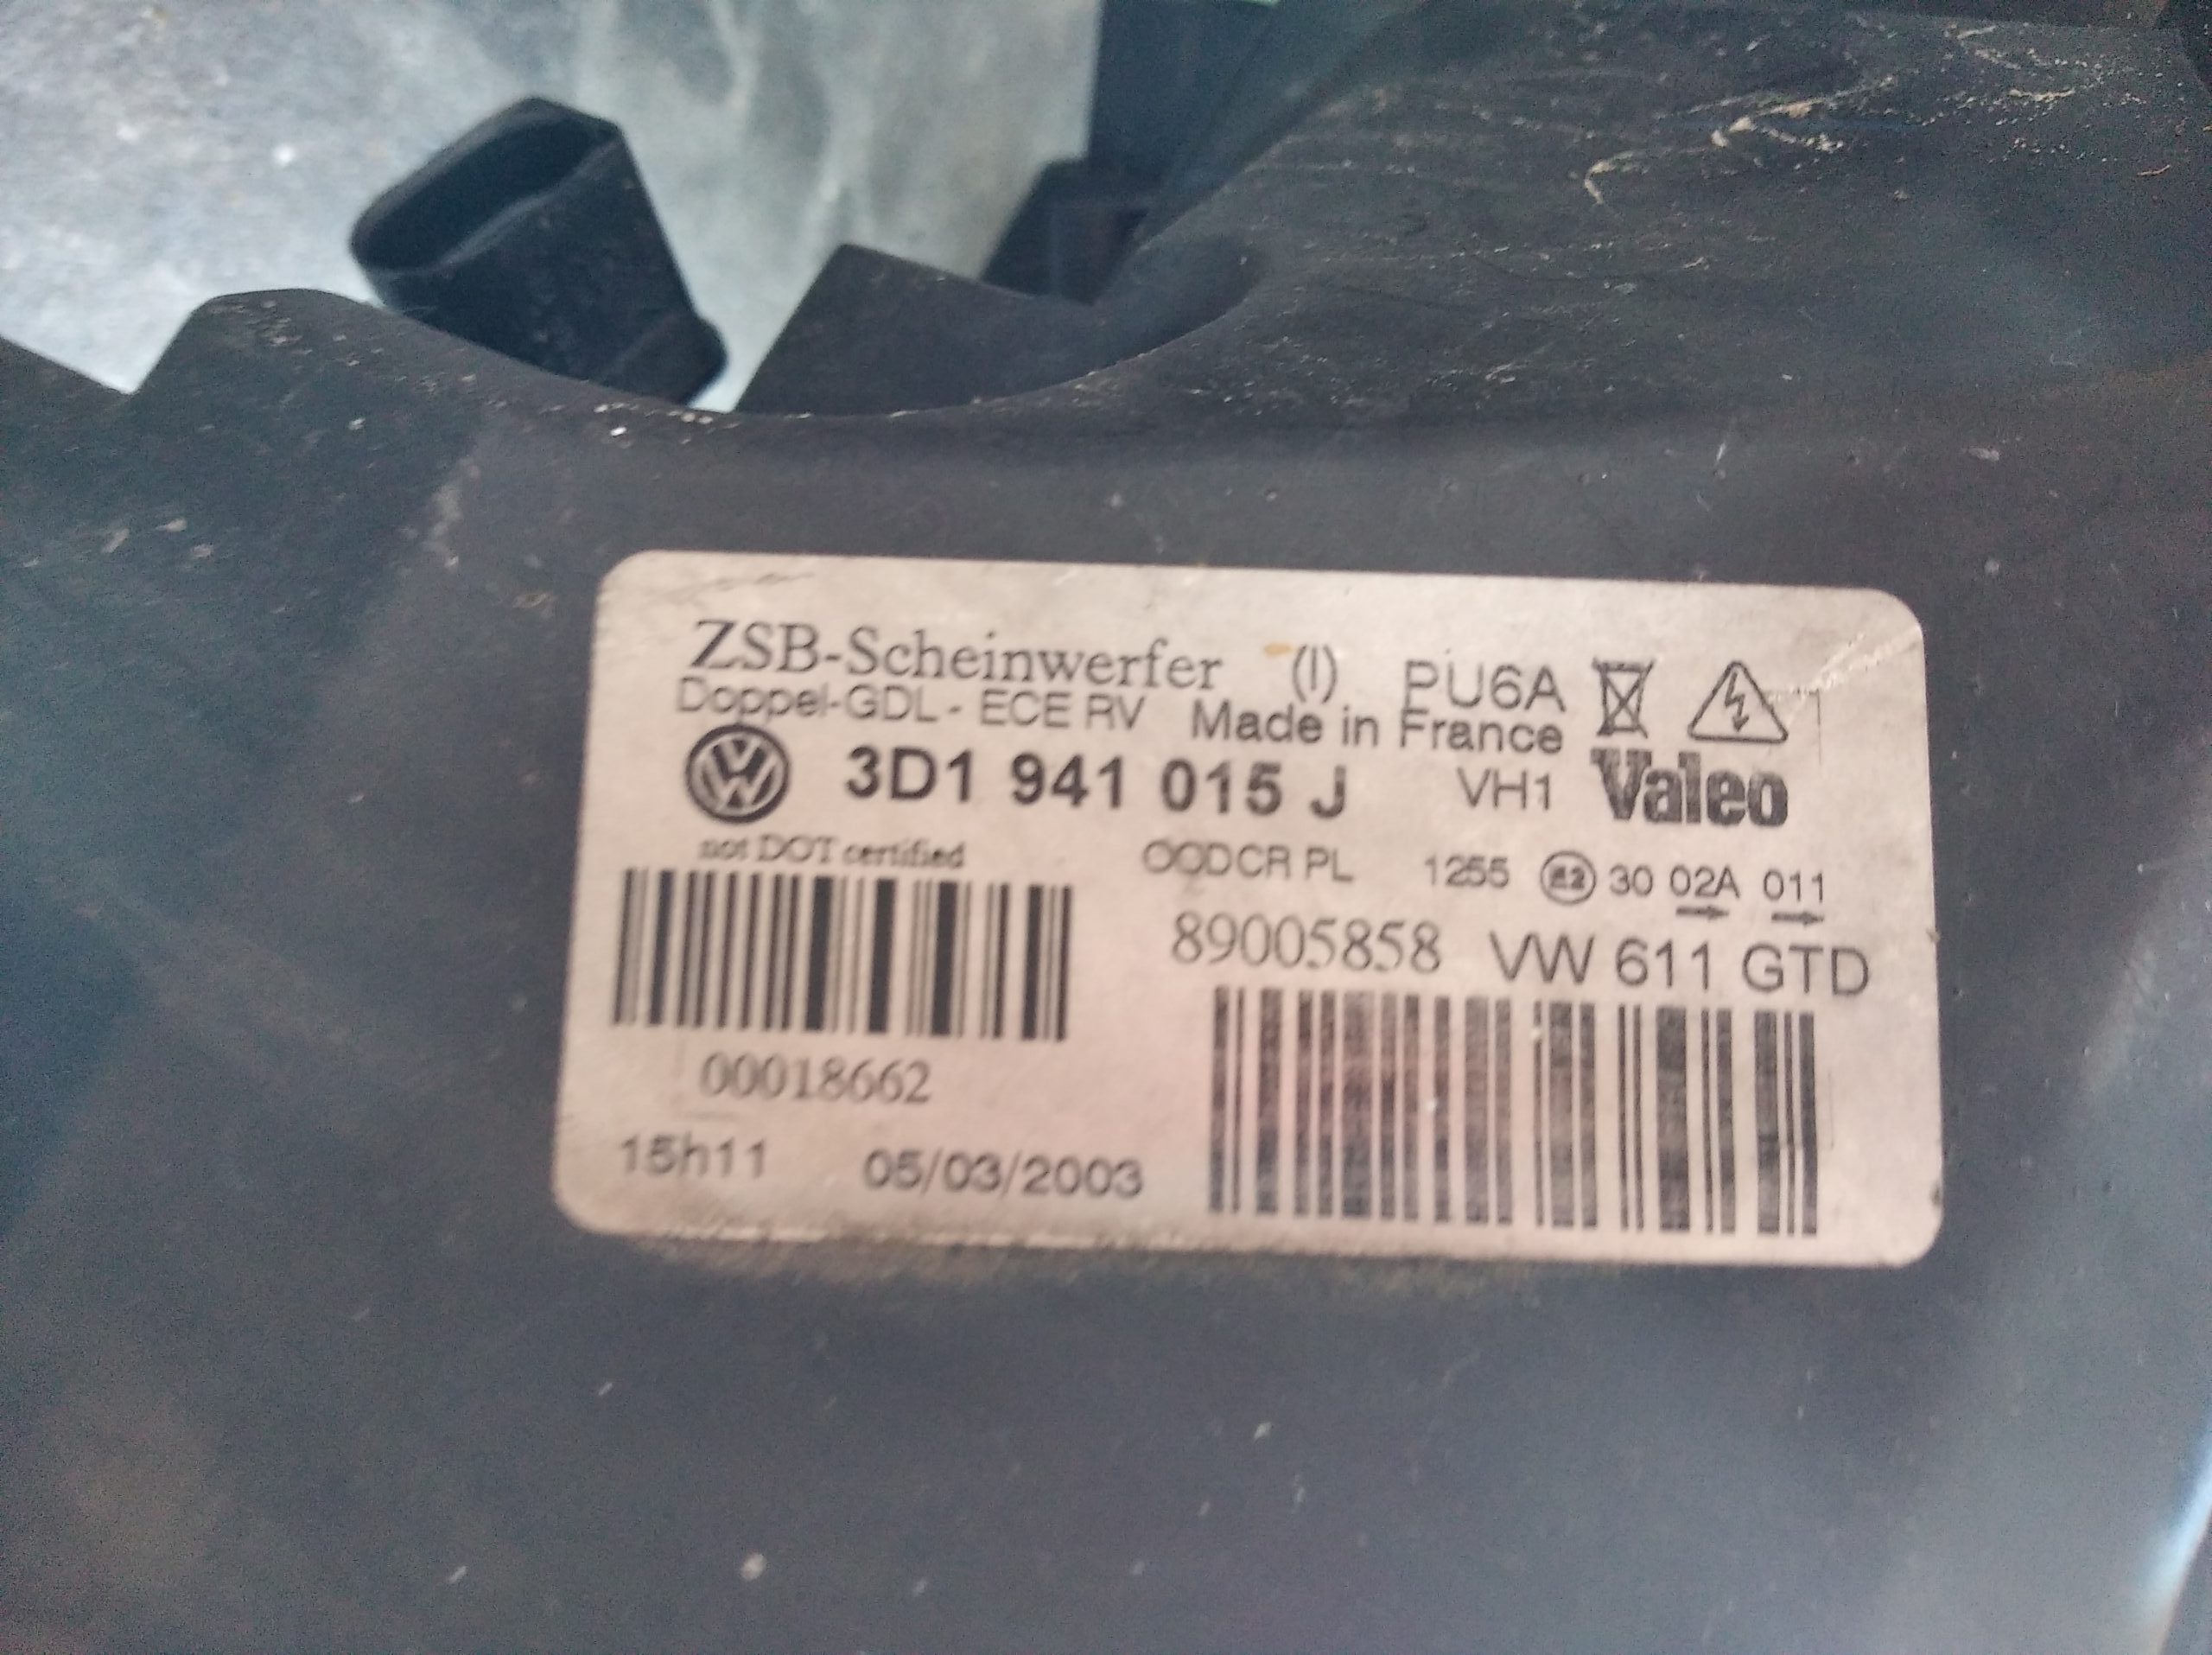 ZSB-Scheinwerfer (I) PU6A
Doppel-GDL - ECE RV Made in France
VW 3D1 941 015 J VH1 Valeo
not DOT certified OODCR PL 1255 E2 30 02A 011
89005858 VW 611 GTD
00018662
15h11 05/03/2003